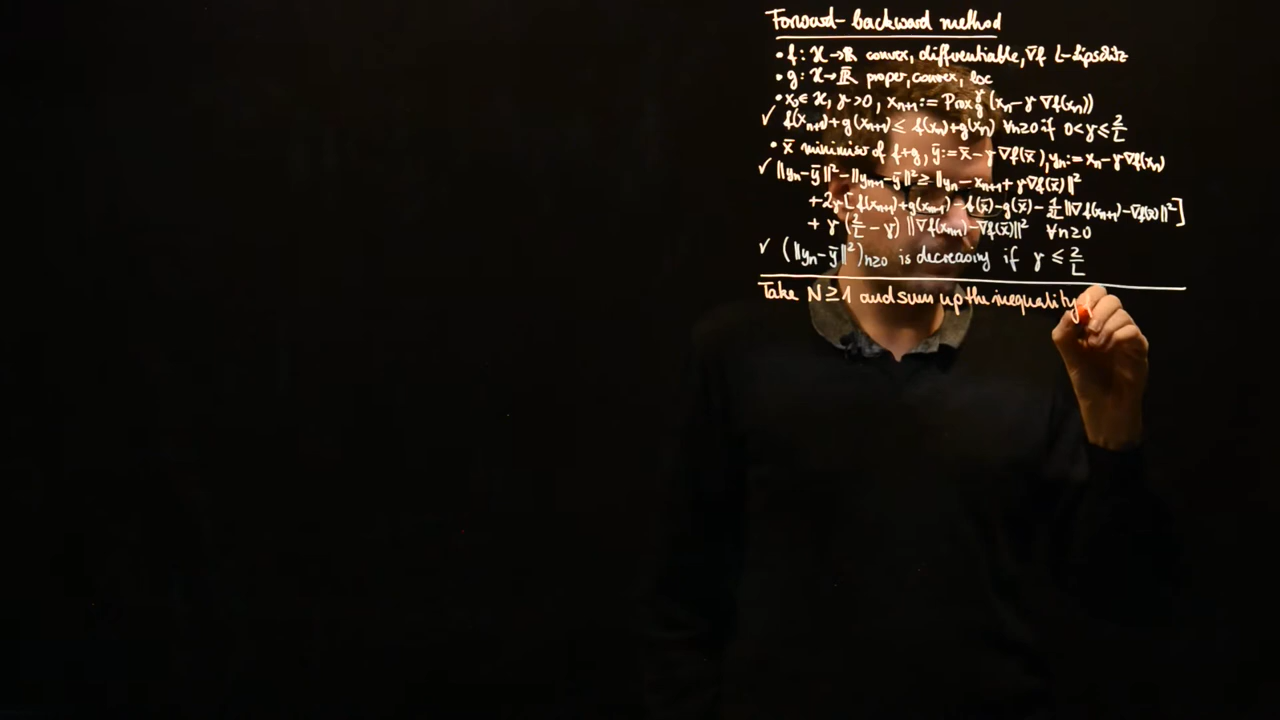 Forward-backward method
• f: X → ℝ convex, differentiable, ∇f L-Lipschitz
• g: X → ℝ̄ proper, convex, lsc
• x₀ ∈ X, γ > 0, xₙ₊₁ := Prox_g^γ (xₙ − γ ∇f(xₙ))
✓ f(xₙ₊₁) + g(xₙ₊₁) ≤ f(xₙ) + g(xₙ) ∀n≥0 if 0 < γ ≤ 2/L
• x̄ minimiser of f+g, ȳ := x̄ − γ ∇f(x̄), yₙ := xₙ − γ ∇f(xₙ)
✓ ‖yₙ − ȳ‖² − ‖yₙ₊₁ − ȳ‖² ≥ ‖yₙ − xₙ₊₁ + γ ∇f(x̄)‖²
+ 2γ [f(xₙ₊₁) + g(xₙ₊₁) − f(x̄) − g(x̄) − 1/2L ‖∇f(xₙ₊₁) − ∇f(x̄)‖²]
+ γ (2/L − γ) ‖∇f(xₙ₊₁) − ∇f(x̄)‖² ∀n≥0
✓ (‖yₙ − ȳ‖²)ₙ≥₀ is decreasing if γ ≤ 2/L
Take N ≥ 1 and sum up the inequality